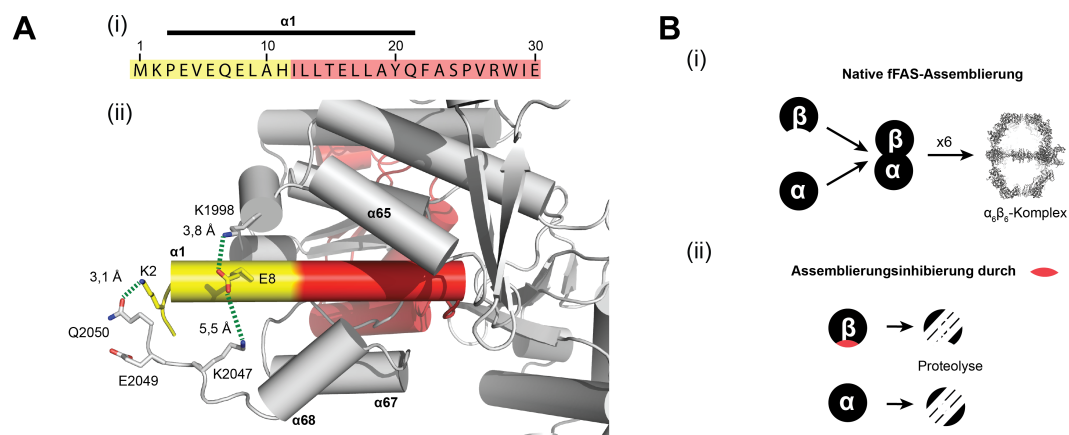 A
(i)
α1
1 10 20 30
MKPEVEQELAHILLTELLAYQFASPVRWIE
(ii)
K1998
3,8 Å
α65
α1
3,1 Å
K2
E8
5,5 Å
Q2050
E2049
K2047
α67
α68
B
(i)
Native fFAS-Assemblierung
β
β
x6
α
α
α6β6-Komplex
(ii)
Assemblierungsinhibierung durch
β
Proteolyse
α